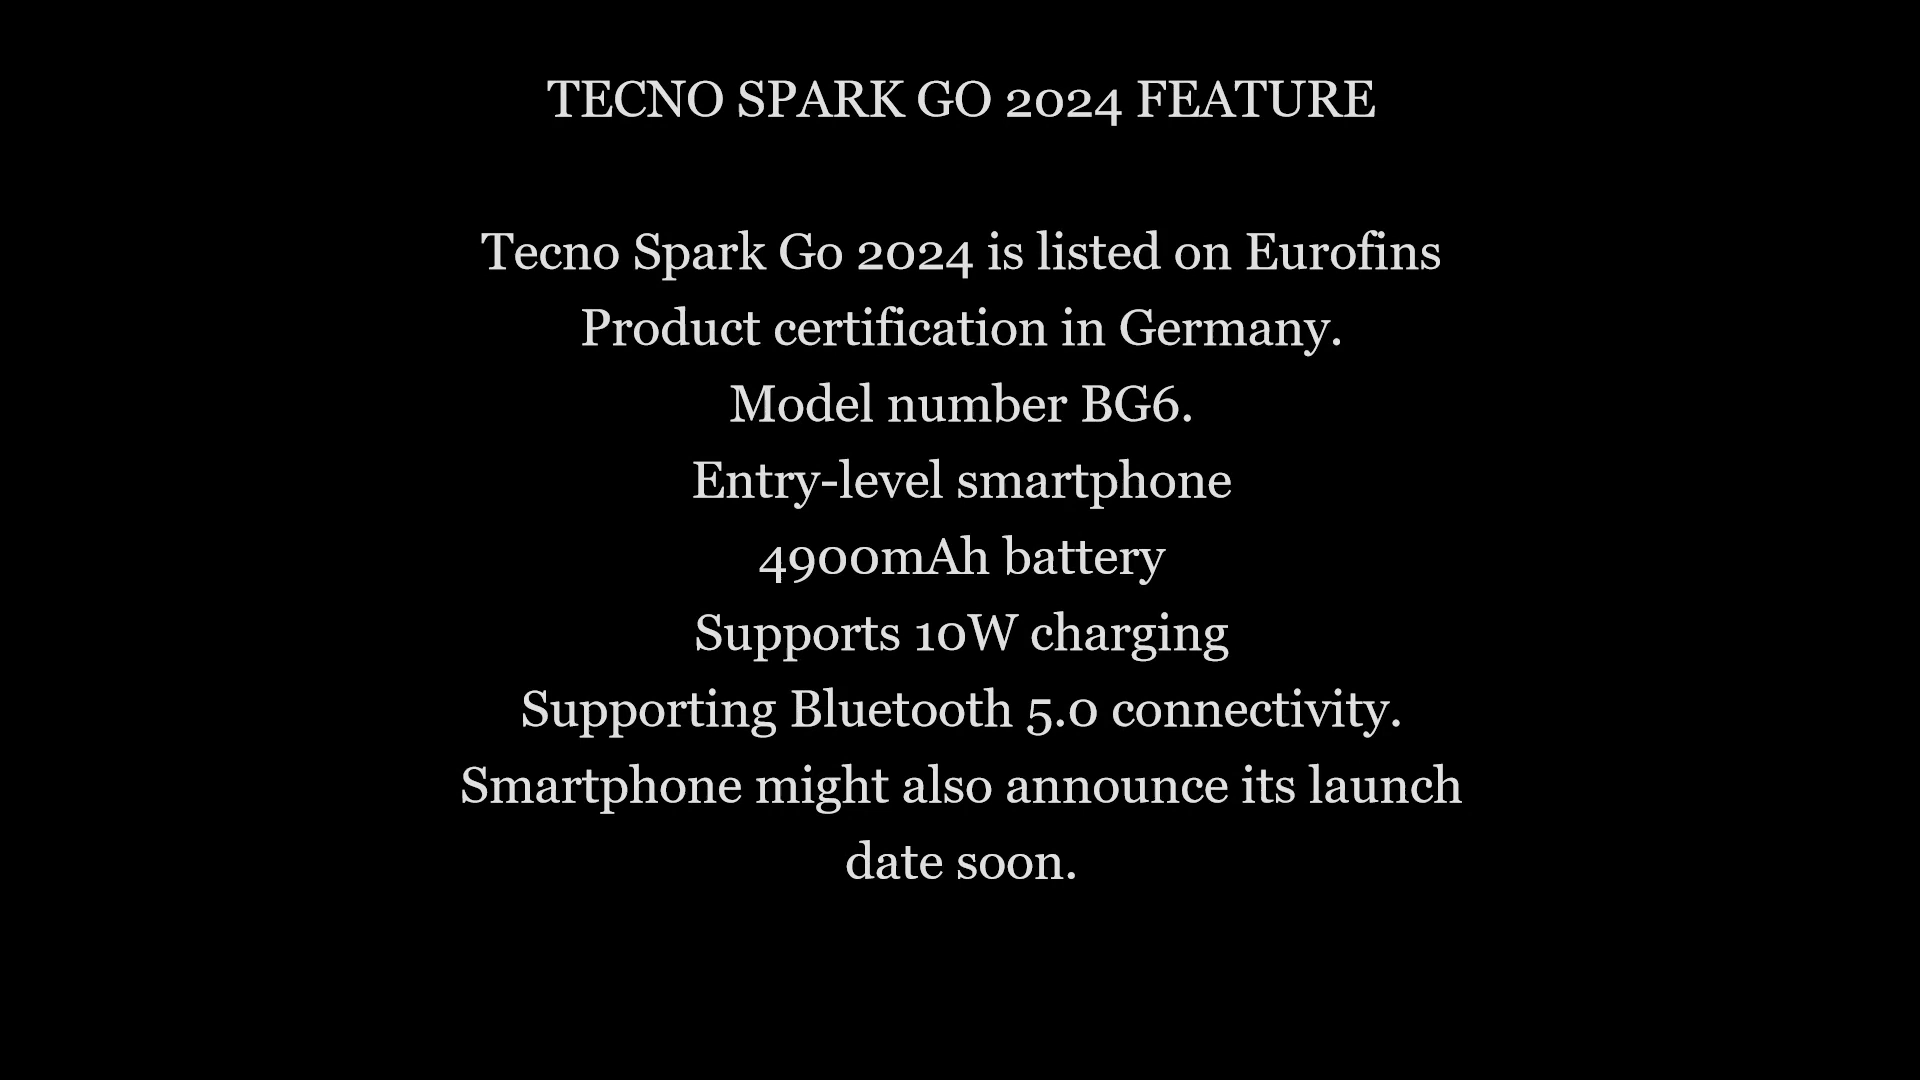 TECNO SPARK GO 2024 FEATURE
Tecno Spark Go 2024 is listed on Eurofins
Product certification in Germany.
Model number BG6.
Entry-level smartphone
4900mAh battery
Supports 10W charging
Supporting Bluetooth 5.0 connectivity.
Smartphone might also announce its launch
date soon.